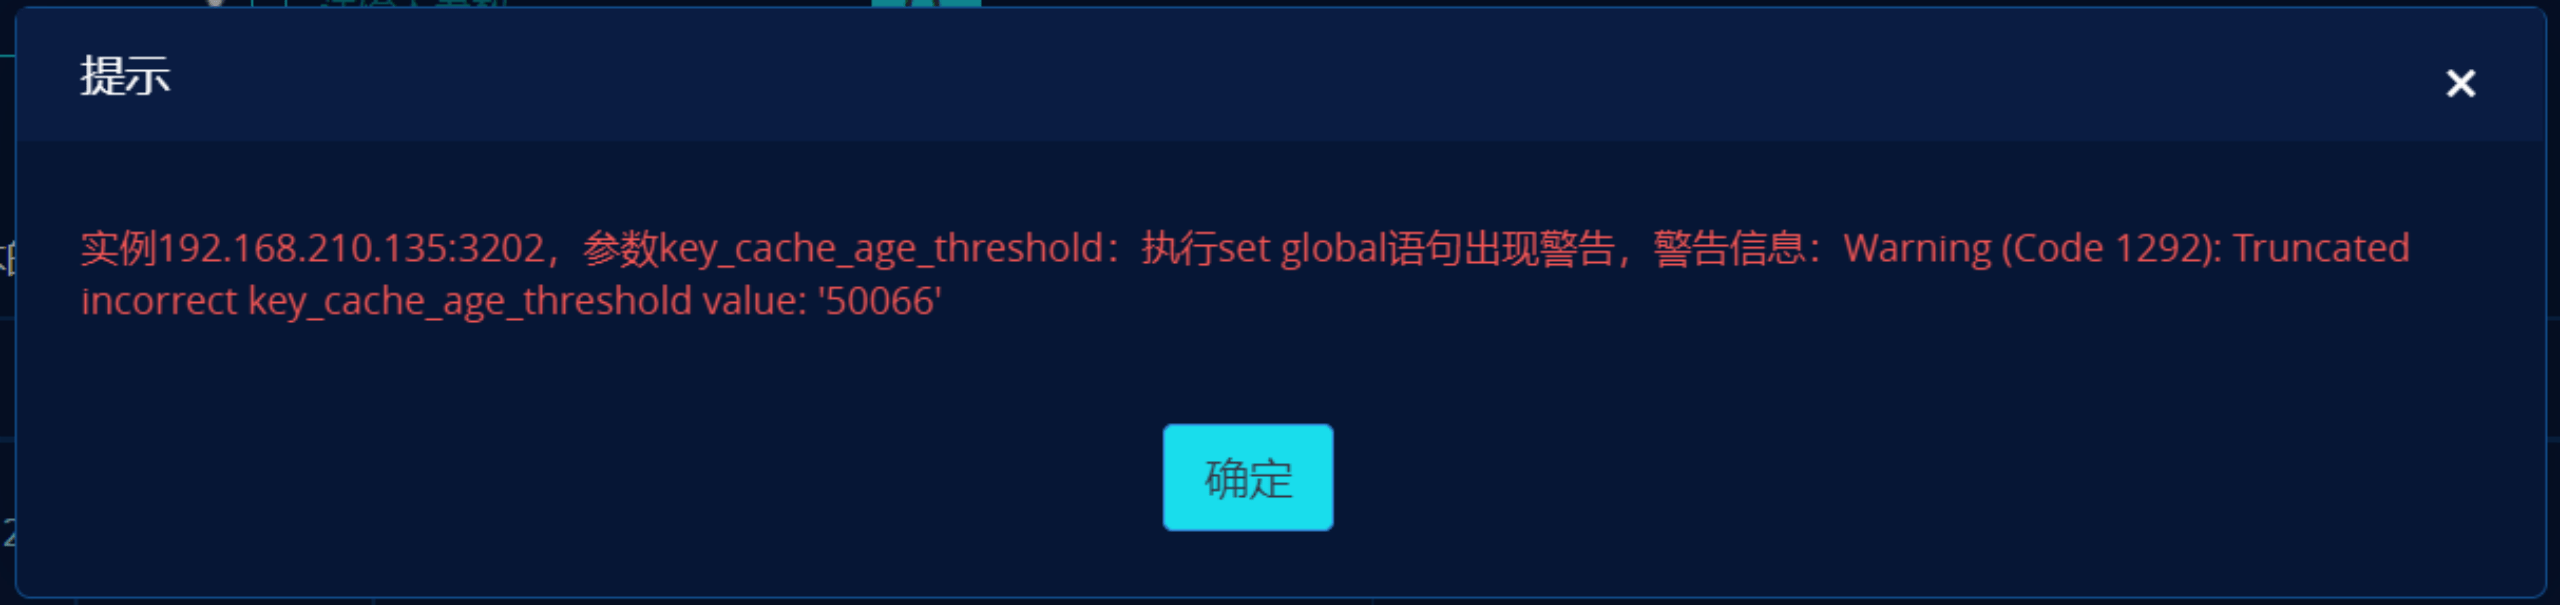 提示
实例192.168.210.135:3202，参数key_cache_age_threshold：执行set global语句出现警告，警告信息：Warning (Code 1292): Truncated
incorrect key_cache_age_threshold value: '50066'
确定
2